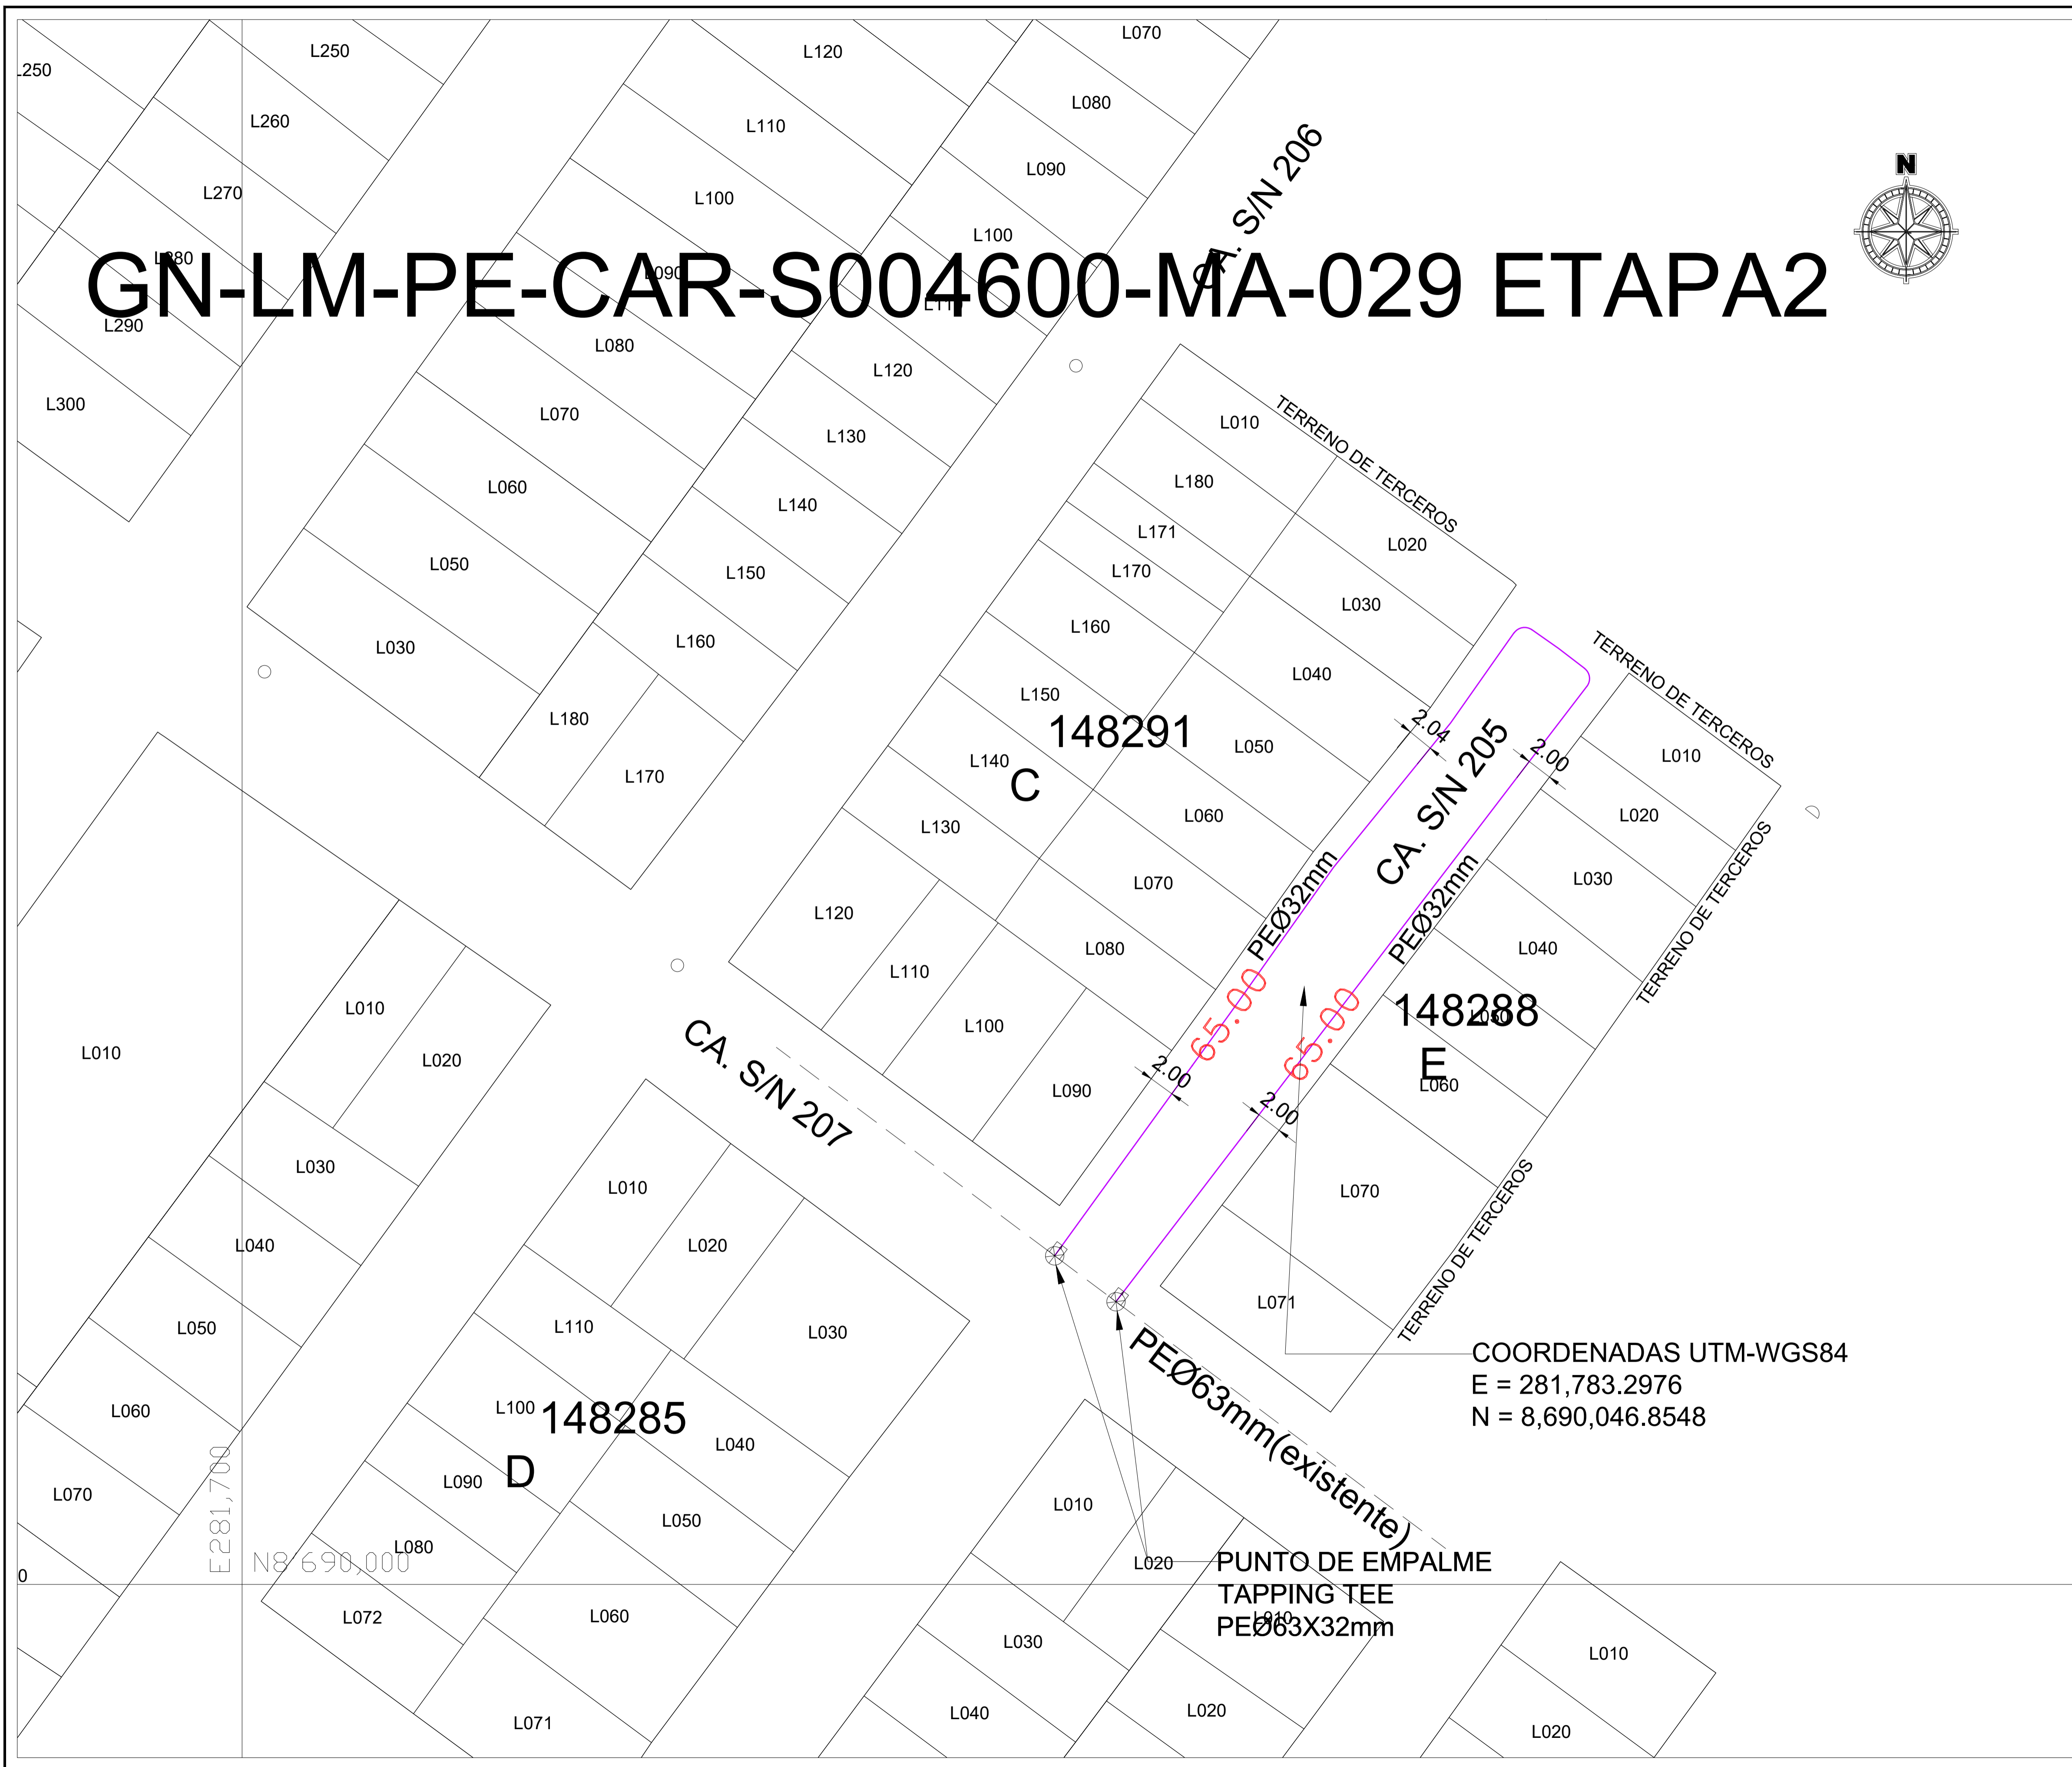 L250
L120
L070
L250
L080
L260
L110
L090
L270
L100
L100
CA. S/N 206
N
L280
L090
L110
GN-LM-PE-CAR-S004600-MA-029 ETAPA2
L290
L080
L120
L300
L070
L130
L010
TERRENO DE TERCEROS
L060
L140
L180
L171
L020
L050
L150
L170
L030
L030
L160
L160
L040
TERRENO DE TERCEROS
L180
L150
148291
L050
2.04
2.00
L010
L170
L140
C
CA. S/N 205
L130
L060
L020
L070
L030
TERRENO DE TERCEROS
L120
PEØ32mm
PEØ32mm
L110
L080
L040
L010
L010
L020
L100
65.00
65.00
148288
L050
E
L060
CA. S/N 207
L090
2.00
2.00
L030
L010
L070
TERRENO DE TERCEROS
L040
L020
L071
L050
L110
L030
PEØ63mm(existente)
COORDENADAS UTM-WGS84
E = 281,783.2976
N = 8,690,046.8548
L060
L100
148285
L040
L070
L090
D
L050
L010
E281,700
N8'690,000
L080
L020
PUNTO DE EMPALME
TAPPING TEE
PEØ63X32mm
0
L072
L060
L010
L030
L010
L071
L040
L020
L020